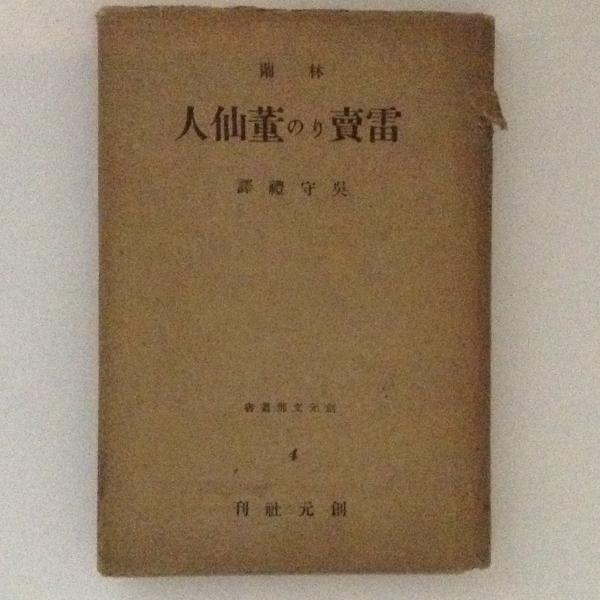 林蘭
雷賣りの董仙人
吳守禮譯
創元支那叢書
4
創元社刊